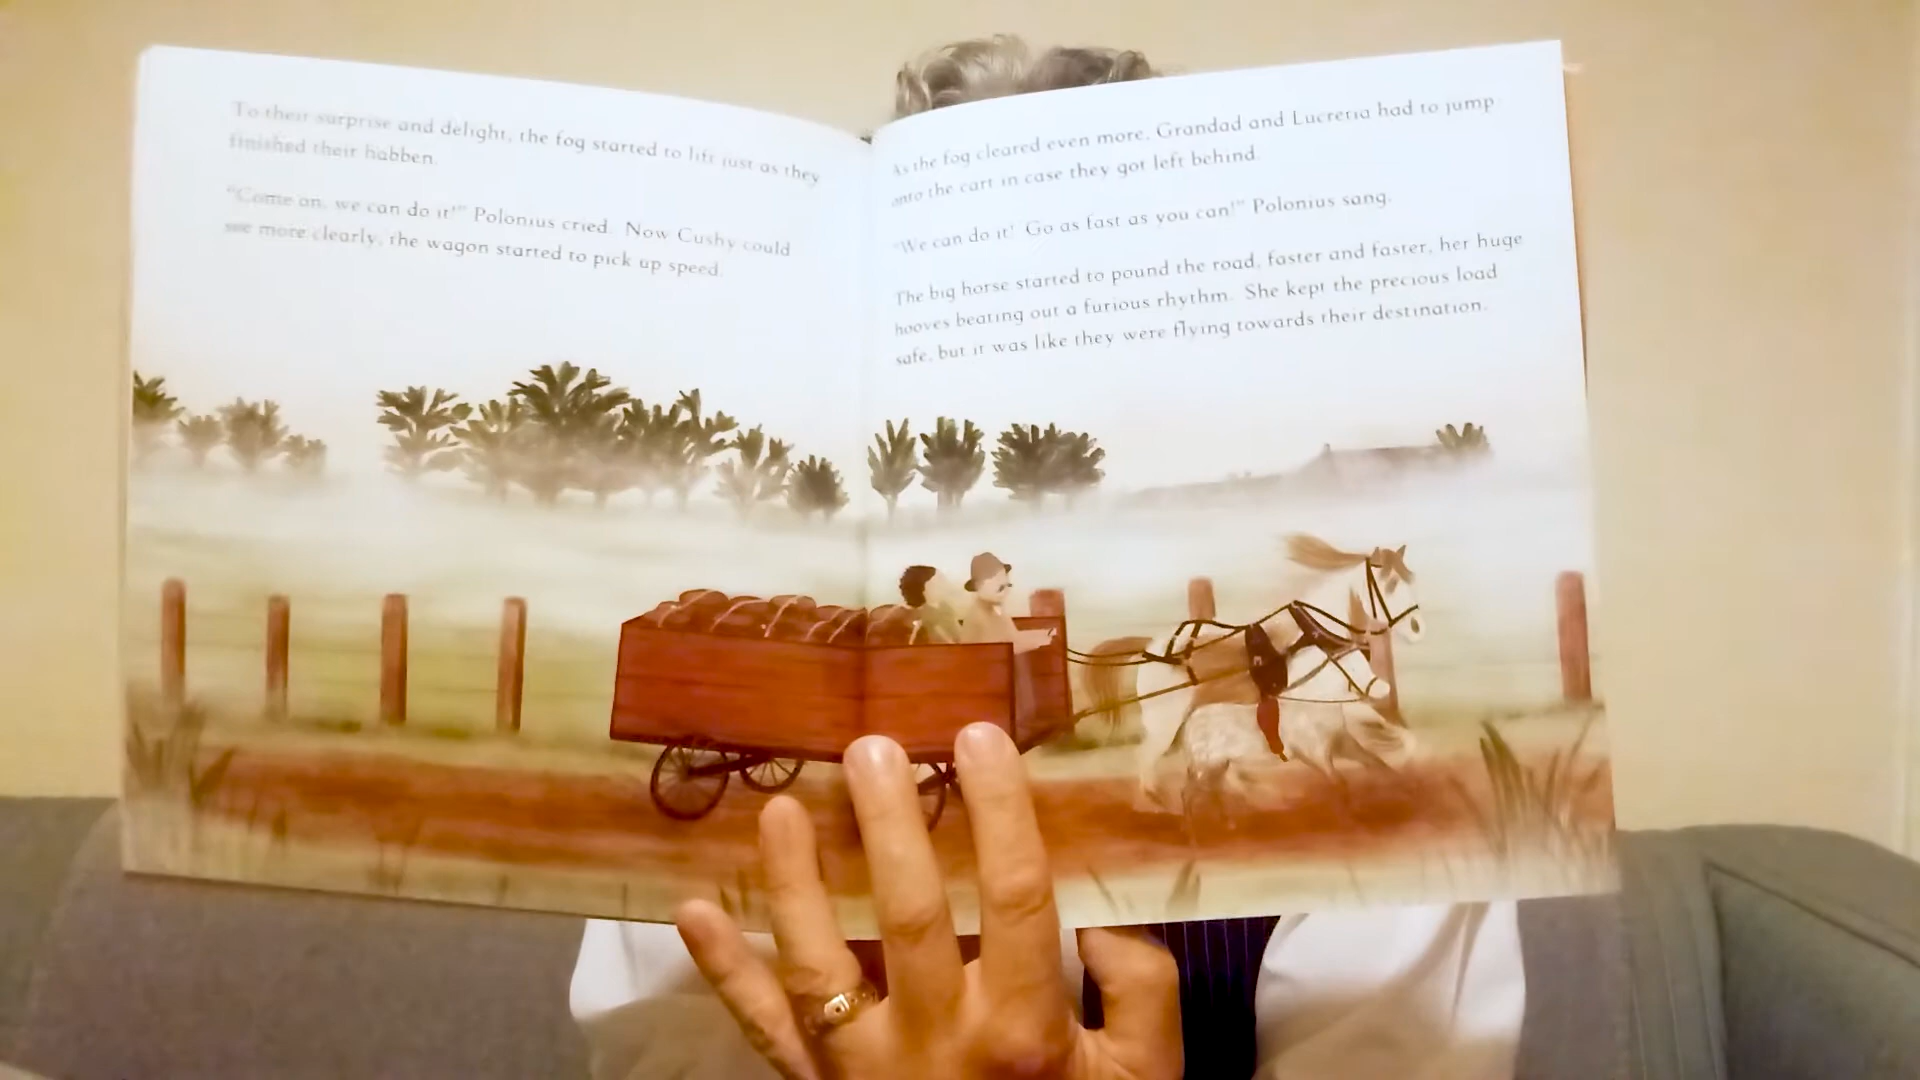 To their surprise and delight, the fog started to lift just as they
finished their habben.
"Come on, we can do it!" Polonius cried. Now Cushy could
see more clearly, the wagon started to pick up speed.
As the fog cleared even more, Grandad and Lucretia had to jump
onto the cart in case they got left behind.
"We can do it! Go as fast as you can!" Polonius sang.
The big horse started to pound the road, faster and faster, her huge
hooves beating out a furious rhythm. She kept the precious load
safe, but it was like they were flying towards their destination.